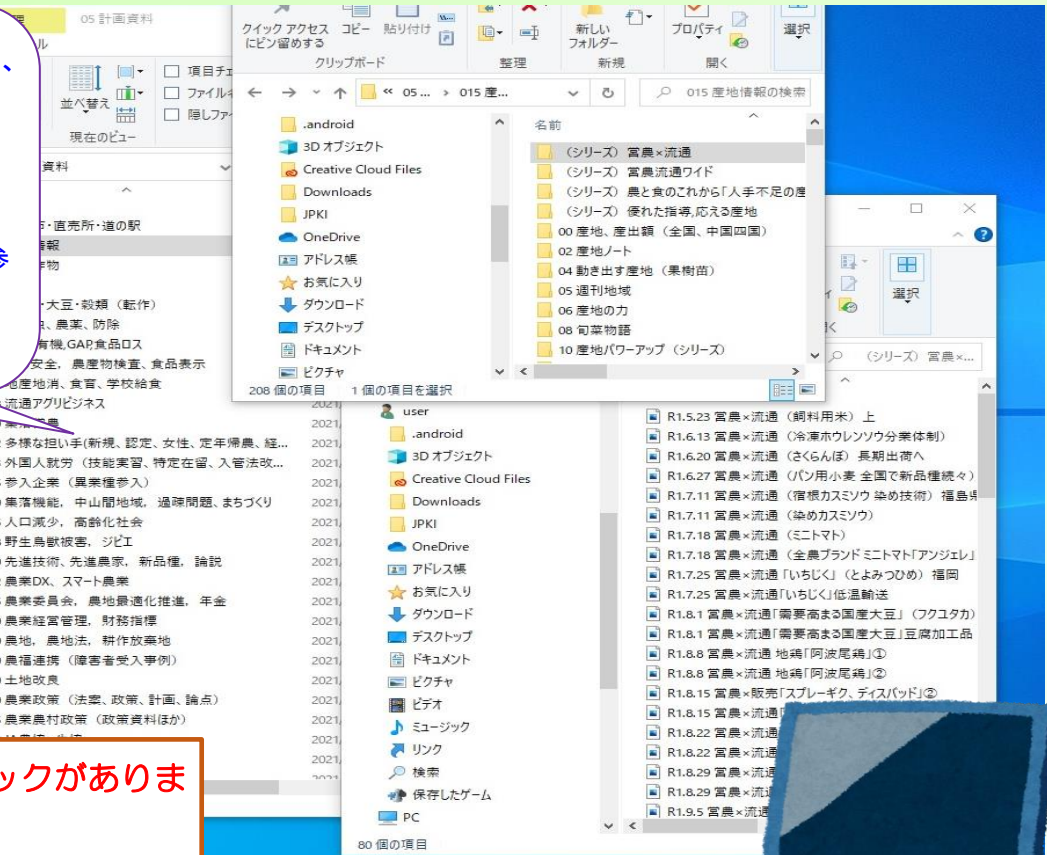 05 計画資料
並べ替え
現在のビュー
ックがありま
市・直売所・道の駅
・大豆・穀類（転作）
農薬、防除
有機,GAP,食品ロス
安全，農産物検査、食品表示
地産地消、食育、学校給食
流通アグリビジネス
多様な担い手(新規、認定、女性、定年帰農、経...
外国人就労（技能実習、特定在留、入管法改...
参入企業（異業種参入）
集落機能，中山間地域，過疎問題、まちづくり
人口減少，高齢化社会
野生鳥獣被害，ジビエ
先進技術、先進農家，新品種，論説
農業DX、スマート農業
農業委員会，農地最適化推進，年金
農業経営管理，財務指標
農地，農地法，耕作放棄地
農福連携（障害者受入事例）
土地改良
農業政策（法案、政策、計画、論点）
農業農村政策（政策資料ほか）
クイック アクセス
にピン留めする
コピー
貼り付け
クリップボード
整理
新しい
フォルダー
新規
プロパティ
開く
選択
<< 05 ... > 015 産...
015 産地情報の検索
.android
3D オブジェクト
Creative Cloud Files
Downloads
JPKI
OneDrive
アドレス帳
お気に入り
ダウンロード
デスクトップ
ドキュメント
ピクチャ
名前
（シリーズ）営農×流通
（シリーズ）営農流通ワイド
（シリーズ）農と食のこれから「人手不足の産
（シリーズ）優れた指導,応える産地
00 産地、産出額（全国、中国四国）
02 産地ノート
04 動き出す産地（果樹苗）
05 週刊地域
06 産地の力
08 旬菜物語
10 産地パワーアップ（シリーズ）
208 個の項目
1 個の項目を選択
選択
（シリーズ）営農×...
user
.android
3D オブジェクト
Creative Cloud Files
Downloads
JPKI
OneDrive
アドレス帳
お気に入り
ダウンロード
デスクトップ
ドキュメント
ピクチャ
ビデオ
ミュージック
リンク
検索
保存したゲーム
PC
80 個の項目
R1.5.23 営農×流通（飼料用米）上
R1.6.13 営農×流通（冷凍ホウレンソウ分業体制）
R1.6.20 営農×流通（さくらんぼ）長期出荷へ
R1.6.27 営農×流通（パン用小麦 全国で新品種続々）
R1.7.11 営農×流通（宿根カスミソウ 染め技術）福島県
R1.7.11 営農×流通（染めカスミソウ）
R1.7.18 営農×流通（ミニトマト）
R1.7.18 営農×流通（全農ブランドミニトマト「アンジェレ」
R1.7.25 営農×流通「いちじく」（とよみつひめ）福岡
R1.7.25 営農×流通「いちじく」低温輸送
R1.8.1 営農×流通「需要高まる国産大豆」（フクユタカ）
R1.8.1 営農×流通「需要高まる国産大豆」豆腐加工品
R1.8.8 営農×流通 地鶏「阿波尾鶏」①
R1.8.8 営農×流通 地鶏「阿波尾鶏」②
R1.8.15 営農×販売「スプレーギク、ディスバッド」②
R1.8.15 営農×流通
R1.8.22 営農×流通
R1.8.22 営農×流通
R1.8.29 営農×流通
R1.8.29 営農×流通
R1.9.5 営農×流通